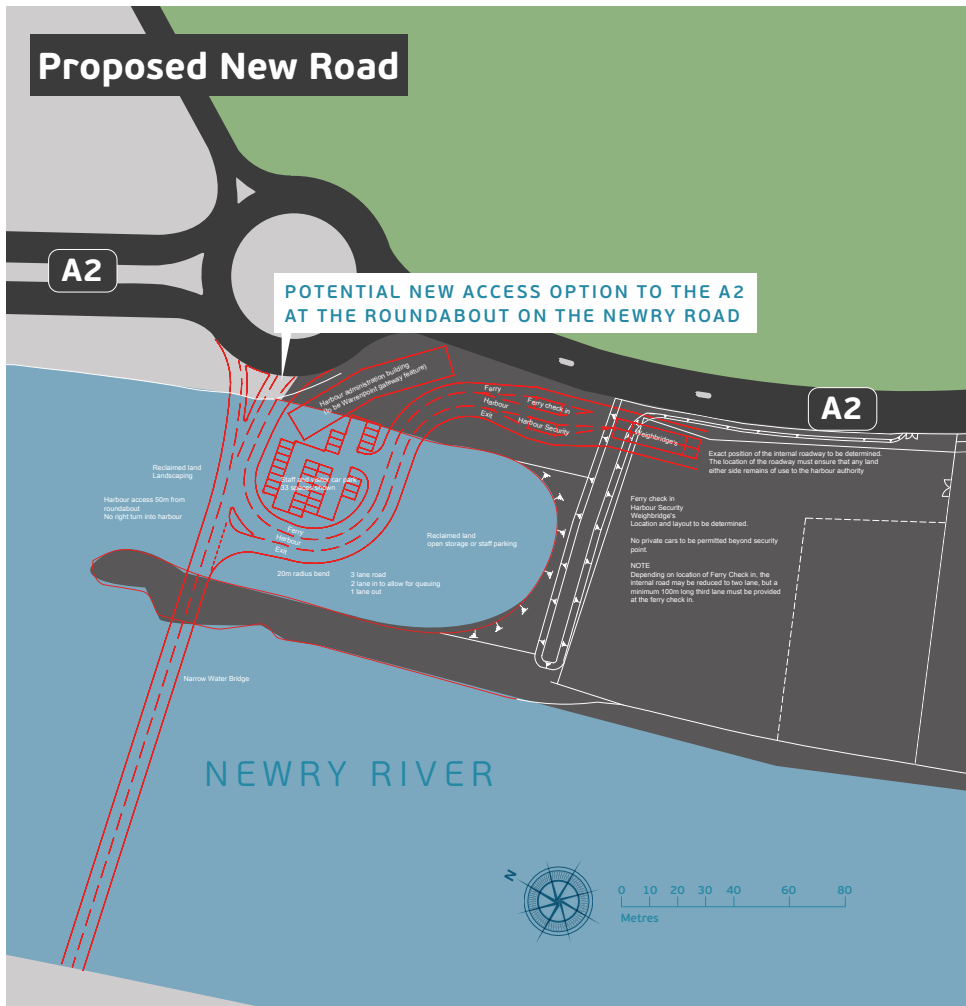 Proposed New Road
A2
POTENTIAL NEW ACCESS OPTION TO THE A2
AT THE ROUNDABOUT ON THE NEWRY ROAD
Harbour administration building
(to be Warrenpoint gateway feature)
Ferry
Harbour
Exit
Ferry check in
Harbour Security
Weighbridge's
A2
Exact position of the internal roadway to be determined.
The location of the roadway must ensure that any land
either side remains of use to the harbour authority
Reclaimed land
Landscaping
Harbour access 50m from
roundabout
No right turn into harbour
Staff and visitor car park
33 spaces shown
Ferry
Harbour
Exit
Reclaimed land
open storage or staff parking
Ferry check in
Harbour Security
Weighbridge's
Location and layout to be determined.
No private cars to be permitted beyond security
point.
NOTE
Depending on location of Ferry Check in, the
internal road may be reduced to two lane, but a
minimum 100m long third lane must be provided
at the ferry check in.
20m radius bend
3 lane road
2 lane in to allow for queuing
1 lane out
Narrow Water Bridge
NEWRY RIVER
N
0 10 20 30 40 60 80
Metres